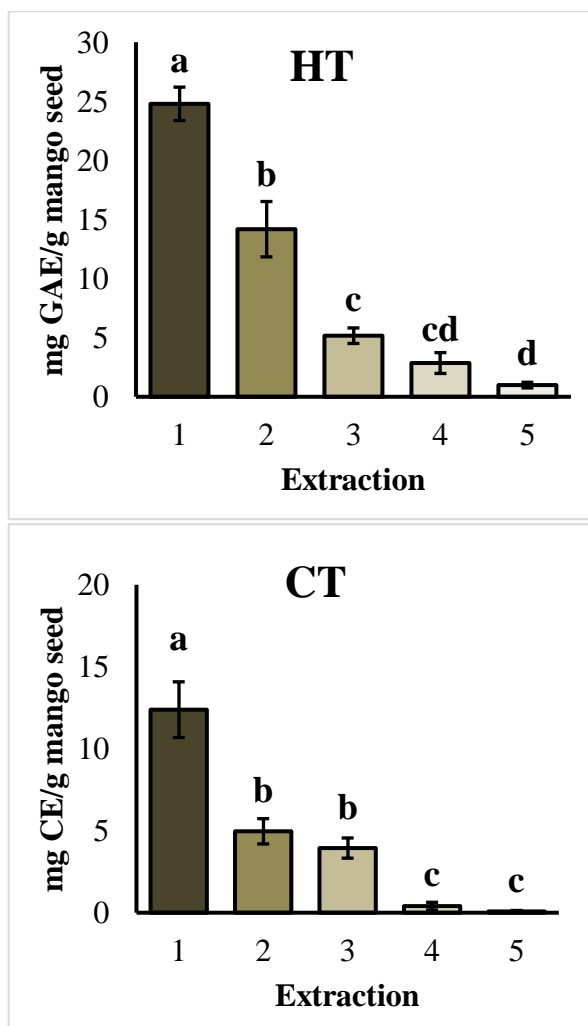 HT
mg GAE/g mango seed
30
25
20
15
10
5
0
a
b
c
cd
d
1 2 3 4 5
Extraction
CT
mg CE/g mango seed
20
15
10
5
0
a
b
b
c
c
1 2 3 4 5
Extraction